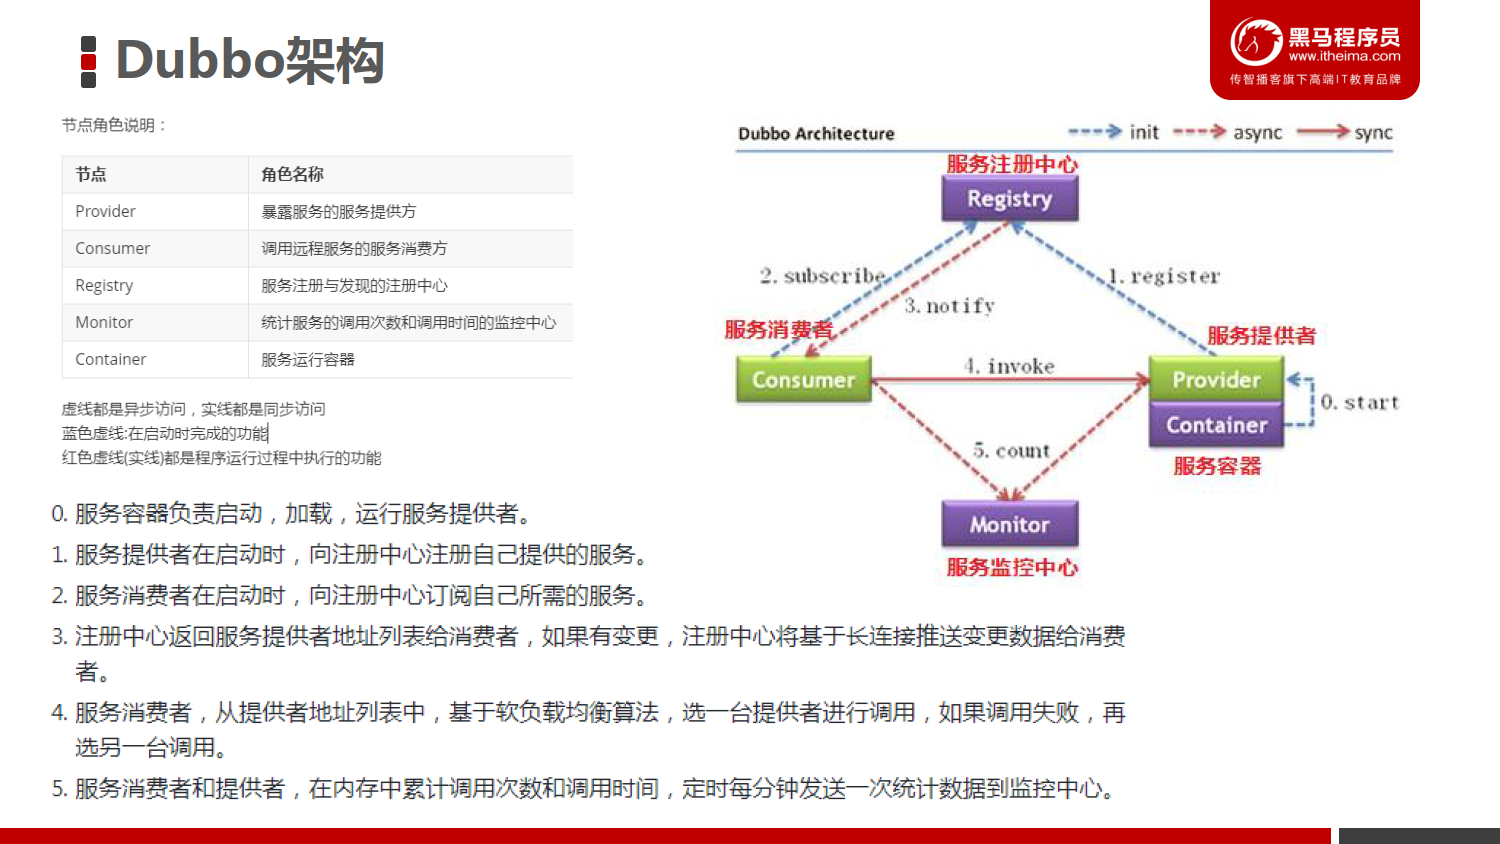 Dubbo架构
黑马程序员
www.itheima.com
传智播客旗下高端IT教育品牌
节点角色说明：
节点 角色名称
Provider 暴露服务的服务提供方
Consumer 调用远程服务的服务消费方
Registry 服务注册与发现的注册中心
Monitor 统计服务的调用次数和调用时间的监控中心
Container 服务运行容器
虚线都是异步访问，实线都是同步访问
蓝色虚线:在启动时完成的功能
红色虚线(实线)都是程序运行过程中执行的功能
Dubbo Architecture
init
async
sync
服务注册中心
Registry
2.subscribe
1.register
3.notify
服务消费者
服务提供者
Consumer
4.invoke
Provider
0.start
Container
5.count
服务容器
Monitor
服务监控中心
0. 服务容器负责启动，加载，运行服务提供者。
1. 服务提供者在启动时，向注册中心注册自己提供的服务。
2. 服务消费者在启动时，向注册中心订阅自己所需的服务。
3. 注册中心返回服务提供者地址列表给消费者，如果有变更，注册中心将基于长连接推送变更数据给消费
者。
4. 服务消费者，从提供者地址列表中，基于软负载均衡算法，选一台提供者进行调用，如果调用失败，再
选另一台调用。
5. 服务消费者和提供者，在内存中累计调用次数和调用时间，定时每分钟发送一次统计数据到监控中心。